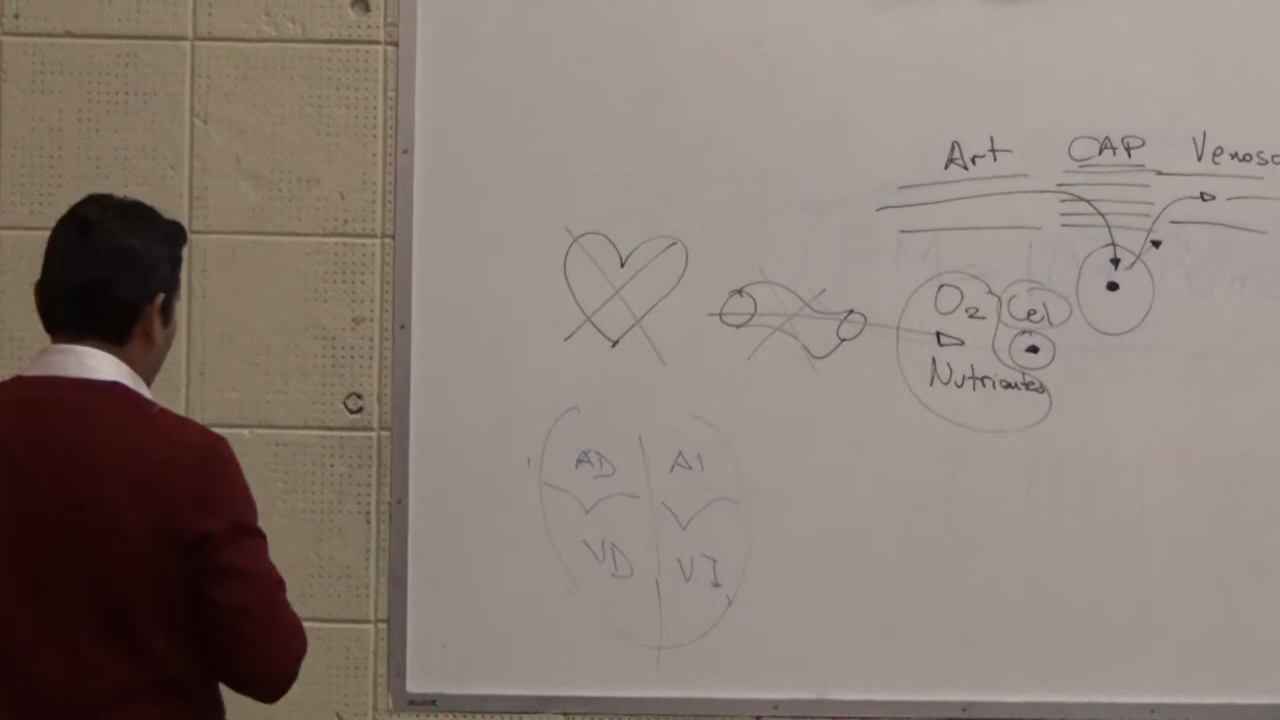 Art CAP Venoso
O₂ Cel
Nutrientes
AD AI
VD VI